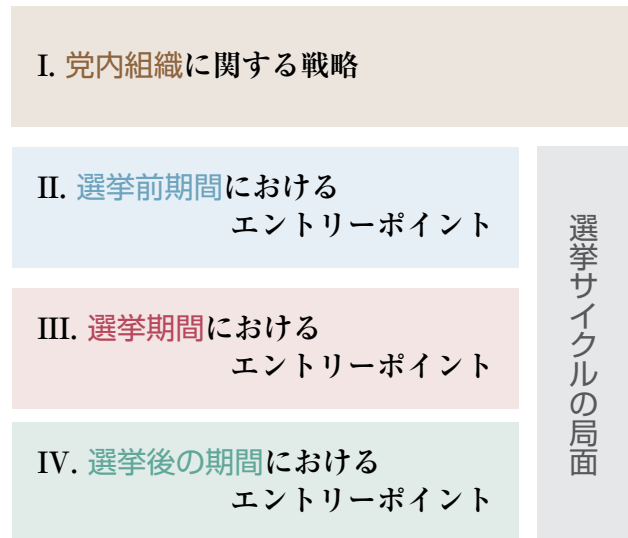 I. 党内組織に関する戦略
II. 選挙前期間における
エントリーポイント
III. 選挙期間における
エントリーポイント
IV. 選挙後の期間における
エントリーポイント
選挙サイクルの局面